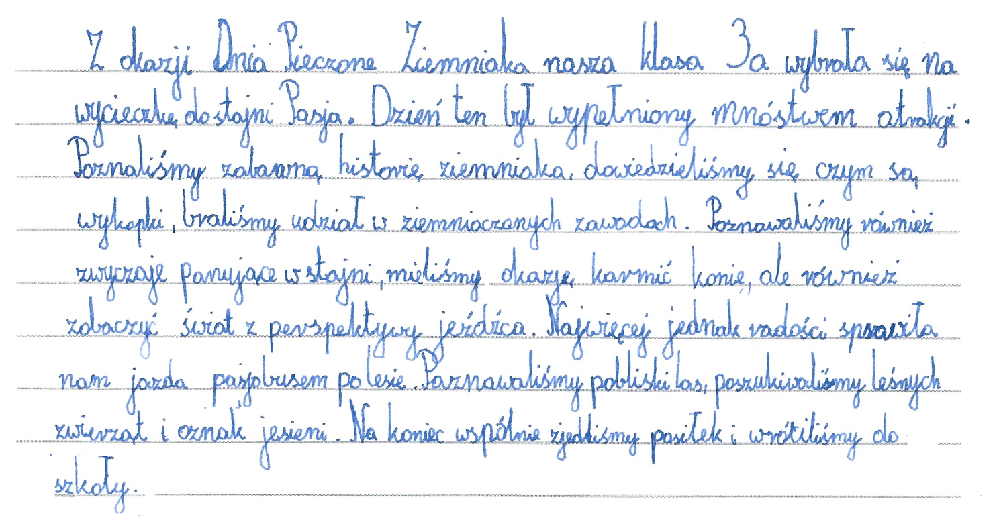 Z okazji Dnia Pieczone Ziemniaka nasza klasa 3a wybrała się na
wycieczkę do stajni Pasja. Dzień ten był wypełniony mnóstwem atrakcji.
Poznaliśmy zabawną historię ziemniaka, dowiedzieliśmy się czym są
wykopki, braliśmy udział w ziemniaczanych zawodach. Poznawaliśmy również
zwyczaje panujące w stajni, mieliśmy okazję karmić konie, ale również
zobaczyć świat z perspektywy jeźdźca. Najwięcej jednak radości sprawiła
nam jazda pasjobusem po lesie. Poznawaliśmy pobliski las, poszukiwaliśmy leśnych
zwierząt i oznak jesieni. Na koniec wspólnie zjedliśmy posiłek i wróciliśmy do
szkoły.